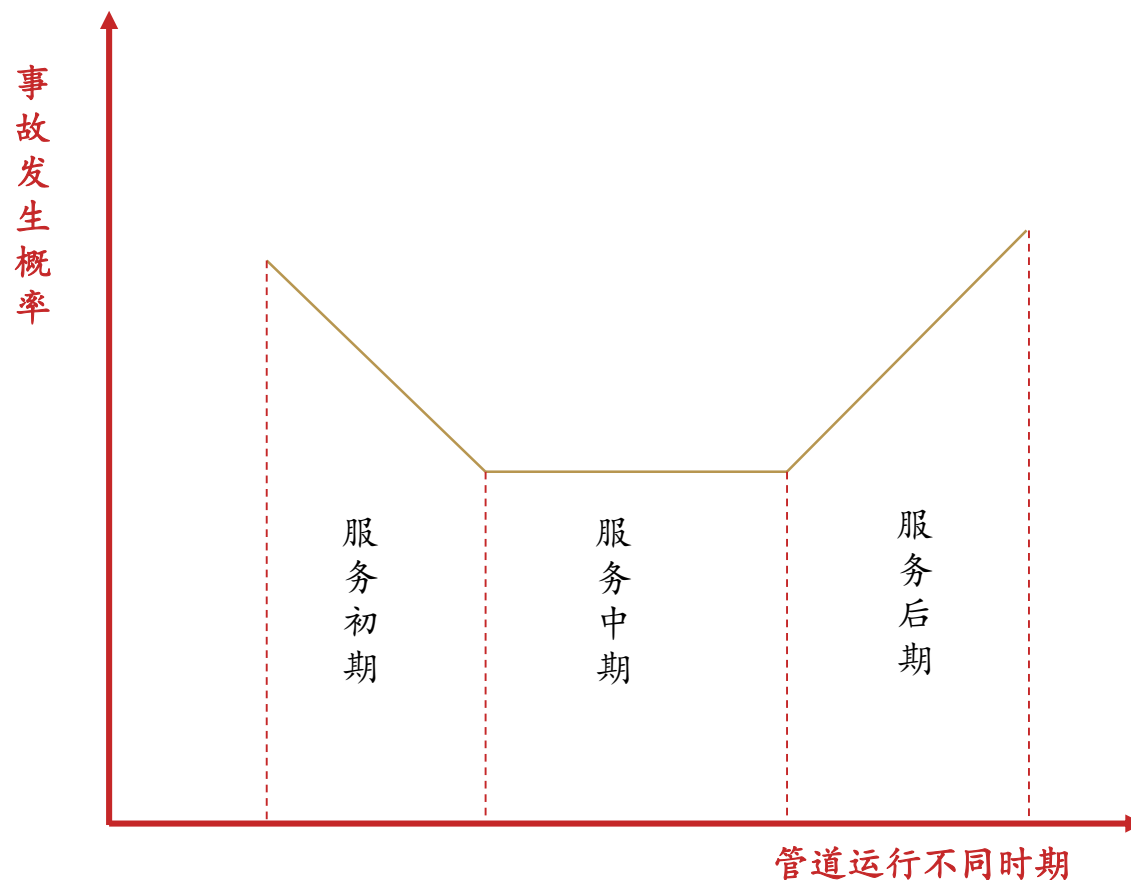 事故发生概率
服务初期
服务中期
服务后期
管道运行不同时期